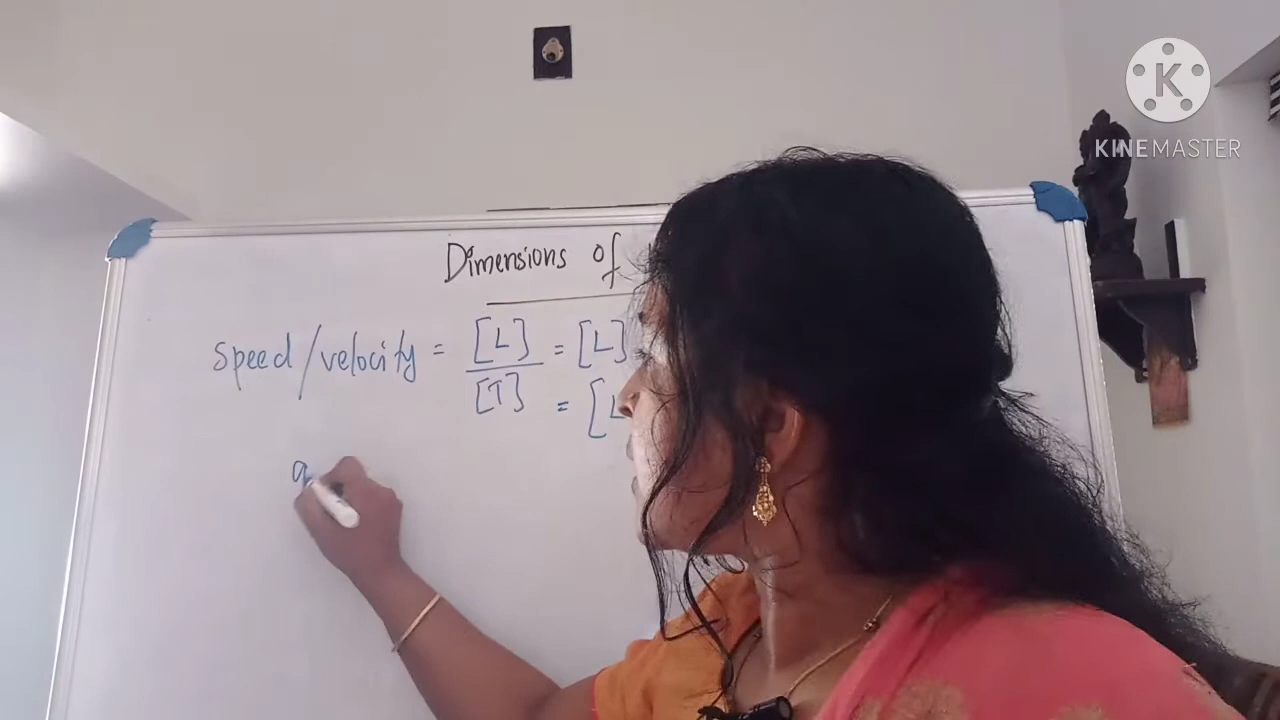 KINEMASTER
Dimensions of
speed/velocity = [L] / [T] = [L]
= [L
a